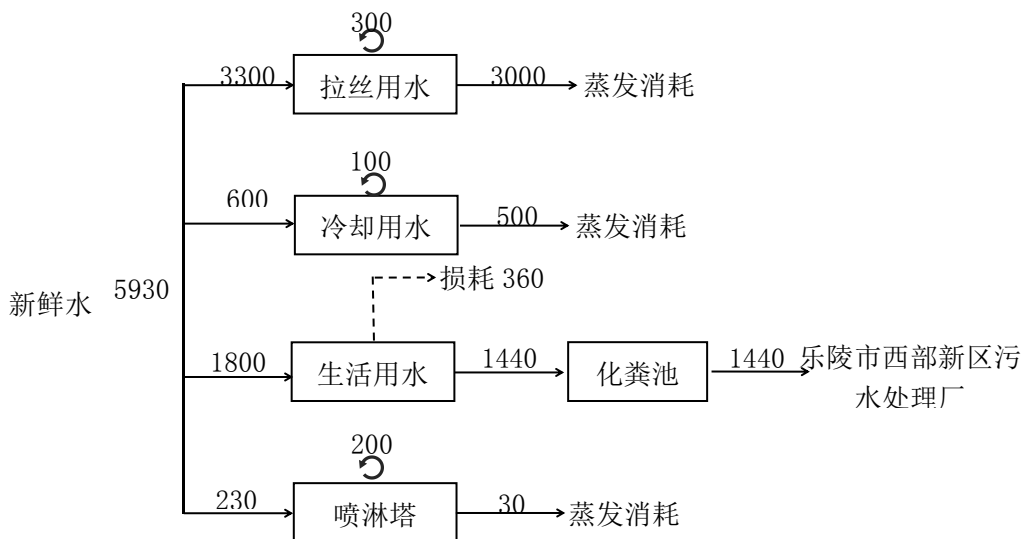 300
3300
拉丝用水
3000
蒸发消耗
100
600
冷却用水
500
蒸发消耗
损耗 360
新鲜水
5930
1800
生活用水
1440
化粪池
1440
乐陵市西部新区污
水处理厂
200
230
喷淋塔
30
蒸发消耗